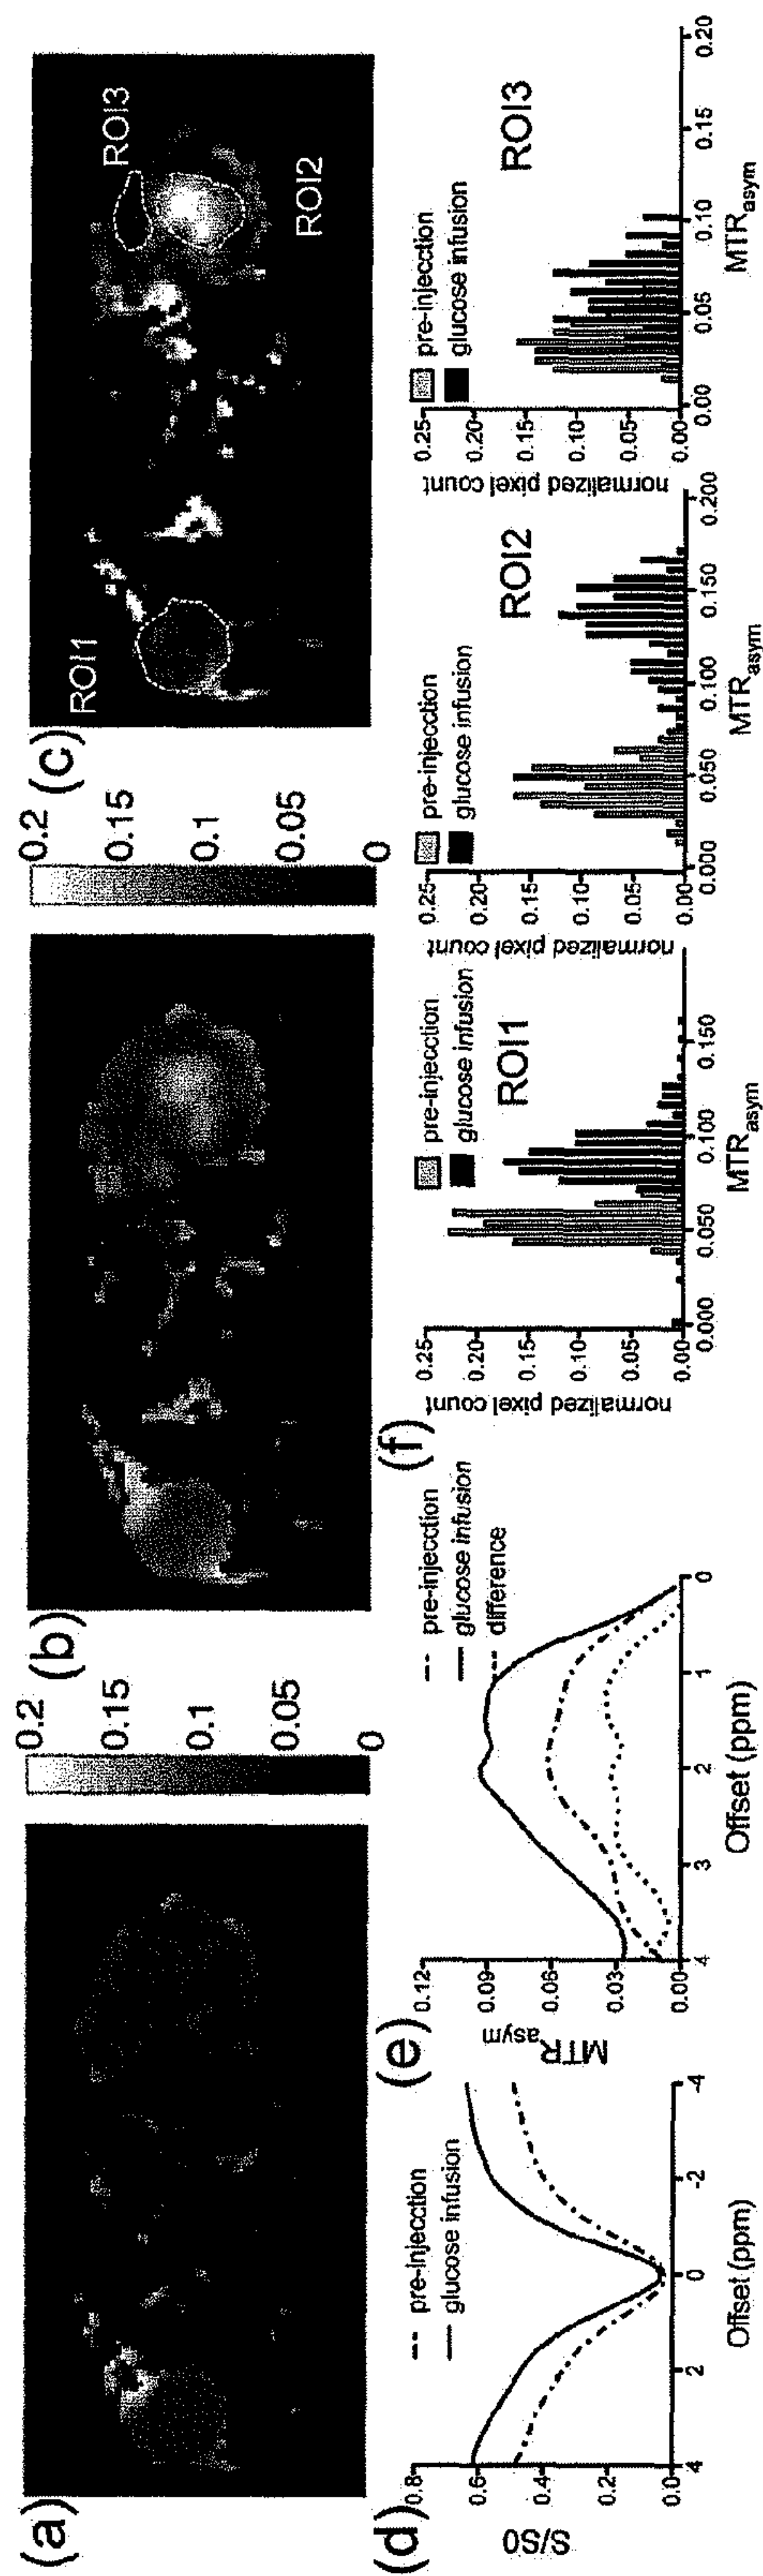 (a)
0.2
0.15
0.1
0.05
0
(b)
0.2
0.15
0.1
0.05
0
(c)
ROI1
ROI3
ROI2
(d)
pre-injecction
glucose infusion
0.8
0.6
0.4
0.2
0.0
S/S0
4
2
0
-2
-4
Offset (ppm)
(e)
pre-injecction
glucose infusion
difference
0.12
0.09
0.06
0.03
0.00
MTRasym
4
3
2
1
0
Offset (ppm)
(f)
pre-injecction
glucose infusion
ROI1
0.25
0.20
0.15
0.10
0.05
0.00
normalized pixel count
0.000
0.050
0.100
0.150
MTRasym
pre-injecction
glucose infusion
ROI2
0.25
0.20
0.15
0.10
0.05
0.00
normalized pixel count
0.000
0.050
0.100
0.150
0.200
MTRasym
pre-injecction
glucose infusion
ROI3
0.25
0.20
0.15
0.10
0.05
0.00
normalized pixel count
0.00
0.05
0.10
0.15
0.20
MTRasym